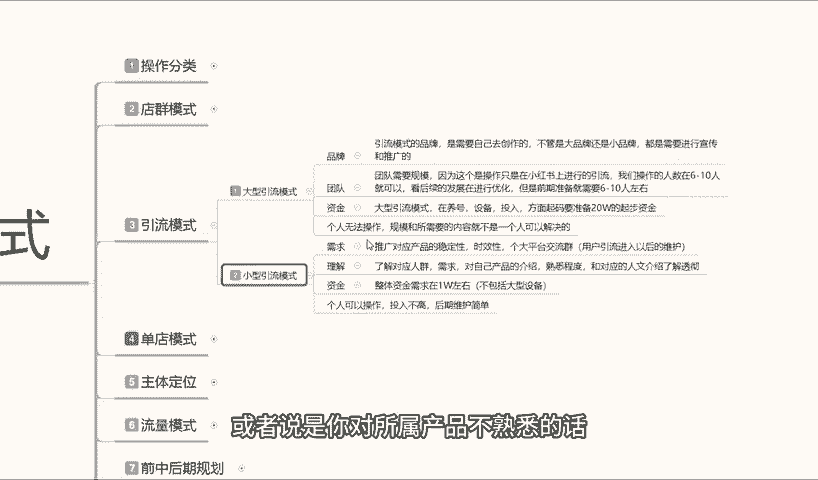 式
1 操作分类
2 店群模式
3 引流模式
1 大型引流模式
品牌
引流模式的品牌，是需要自己去创作的，不管是大品牌还是小品牌，都是需要进行宣传
和推广的
团队
团队需要规模，因为这个是操作只是在小红书上进行的引流，我们操作的人数在6-10人
就可以，看后续的发展在进行优化，但是前期准备就需要6-10人左右
资金
大型引流模式，在养号，设备，投入，方面起码要准备20W的起步资金
个人无法操作，规模和所需要的内容就不是一个人可以解决的
2 小型引流模式
需求
推广对应产品的稳定性，时效性，个大平台交流群（用户引流进入以后的维护）
理解
了解对应人群，需求，对自己产品的介绍，熟悉程度，和对应的人文介绍了解透彻
资金
整体资金需求在1W左右（不包括大型设备）
个人可以操作，投入不高，后期维护简单
4 单店模式
5 主体定位
6 流量模式
7 前中后期规划
或者说是你对所属产品不熟悉的话